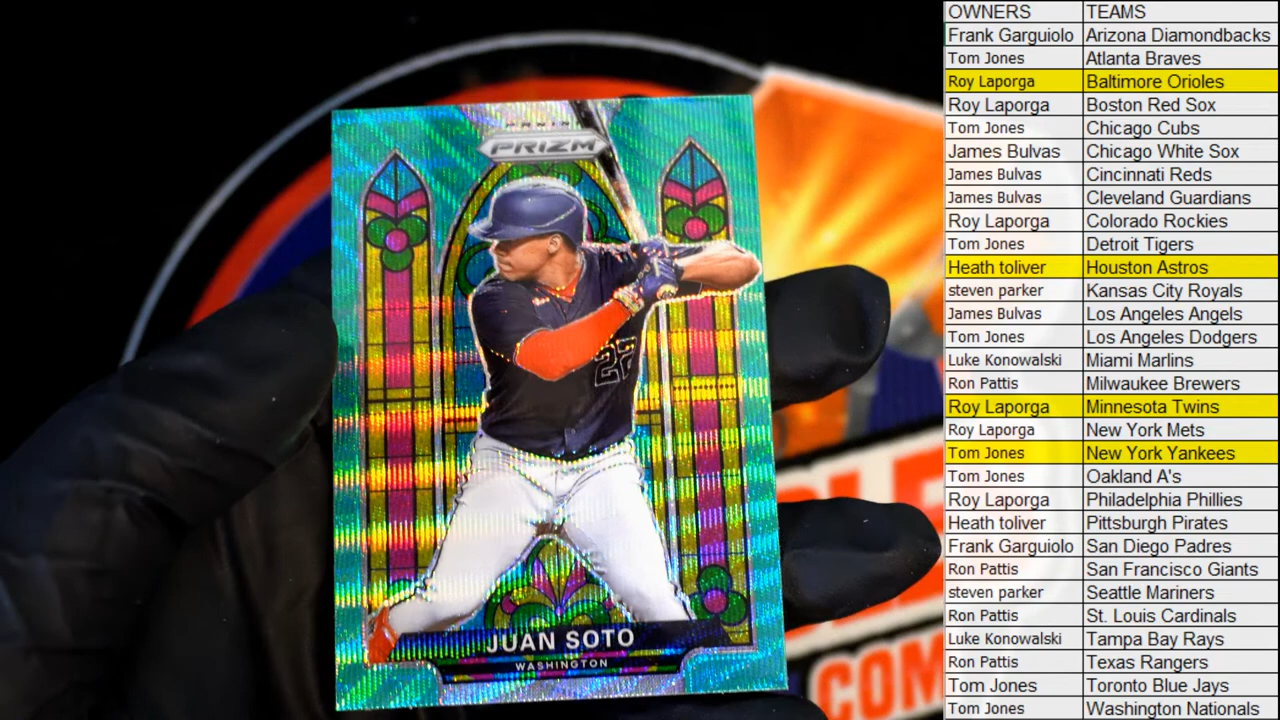 PANINI
PRIZM
22
JUAN SOTO
WASHINGTON
COM
OWNERS TEAMS
Frank Garguiolo Arizona Diamondbacks
Tom Jones Atlanta Braves
Roy Laporga Baltimore Orioles
Roy Laporga Boston Red Sox
Tom Jones Chicago Cubs
James Bulvas Chicago White Sox
James Bulvas Cincinnati Reds
James Bulvas Cleveland Guardians
Roy Laporga Colorado Rockies
Tom Jones Detroit Tigers
Heath toliver Houston Astros
steven parker Kansas City Royals
James Bulvas Los Angeles Angels
Tom Jones Los Angeles Dodgers
Luke Konowalski Miami Marlins
Ron Pattis Milwaukee Brewers
Roy Laporga Minnesota Twins
Roy Laporga New York Mets
Tom Jones New York Yankees
Tom Jones Oakland A's
Roy Laporga Philadelphia Phillies
Heath toliver Pittsburgh Pirates
Frank Garguiolo San Diego Padres
Ron Pattis San Francisco Giants
steven parker Seattle Mariners
Ron Pattis St. Louis Cardinals
Luke Konowalski Tampa Bay Rays
Ron Pattis Texas Rangers
Tom Jones Toronto Blue Jays
Tom Jones Washington Nationals